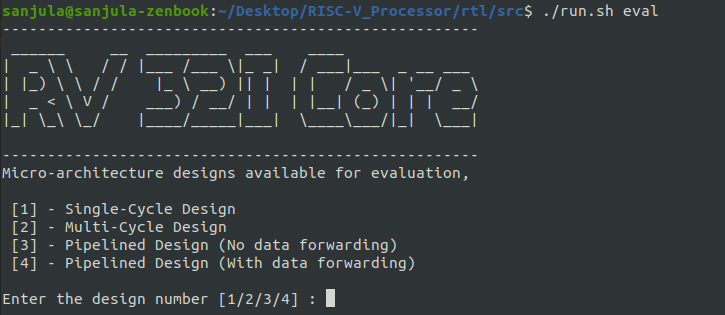 sanjula@sanjula-zenbook:~/Desktop/RISC-V_Processor/rtl/src$ ./run.sh eval
-----------------------------------------------------
RV 32I Core
-----------------------------------------------------
Micro-architecture designs available for evaluation,
[1] - Single-Cycle Design
[2] - Multi-Cycle Design
[3] - Pipelined Design (No data forwarding)
[4] - Pipelined Design (With data forwarding)
Enter the design number [1/2/3/4] :